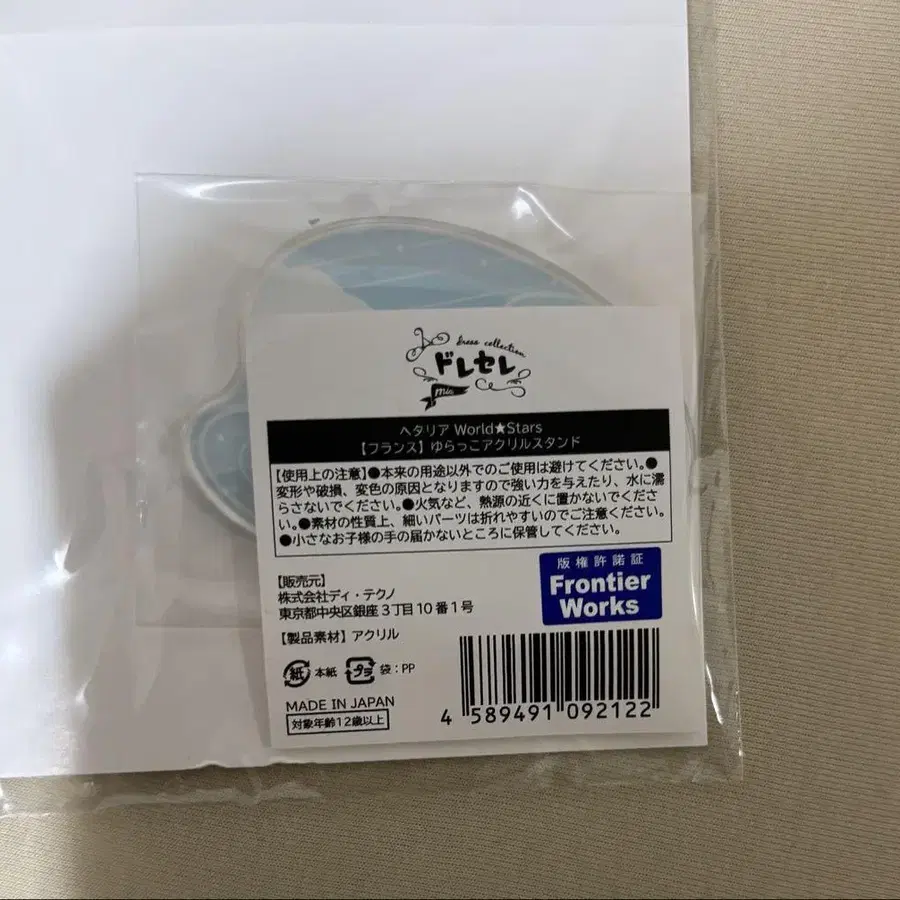 dress collection
ドレセレ
mix
ヘタリア World★Stars
【フランス】ゆらっこアクリルスタンド
【使用上の注意】●本来の用途以外でのご使用は避けてください。●
変形や破損、変色の原因となりますので強い力を与えたり、水に濡
らさないでください。●火気など、熱源の近くに置かないでくださ
い。●素材の性質上、細いパーツは折れやすいのでご注意ください。
●小さなお子様の手の届かないところに保管してください。
【販売元】
株式会社ディ・テクノ
東京都中央区銀座3丁目10番1号
【製品素材】アクリル
版権許諾証
Frontier
Works
紙 本紙 プラ 袋：PP
MADE IN JAPAN
対象年齢12歳以上
4 589491 092122